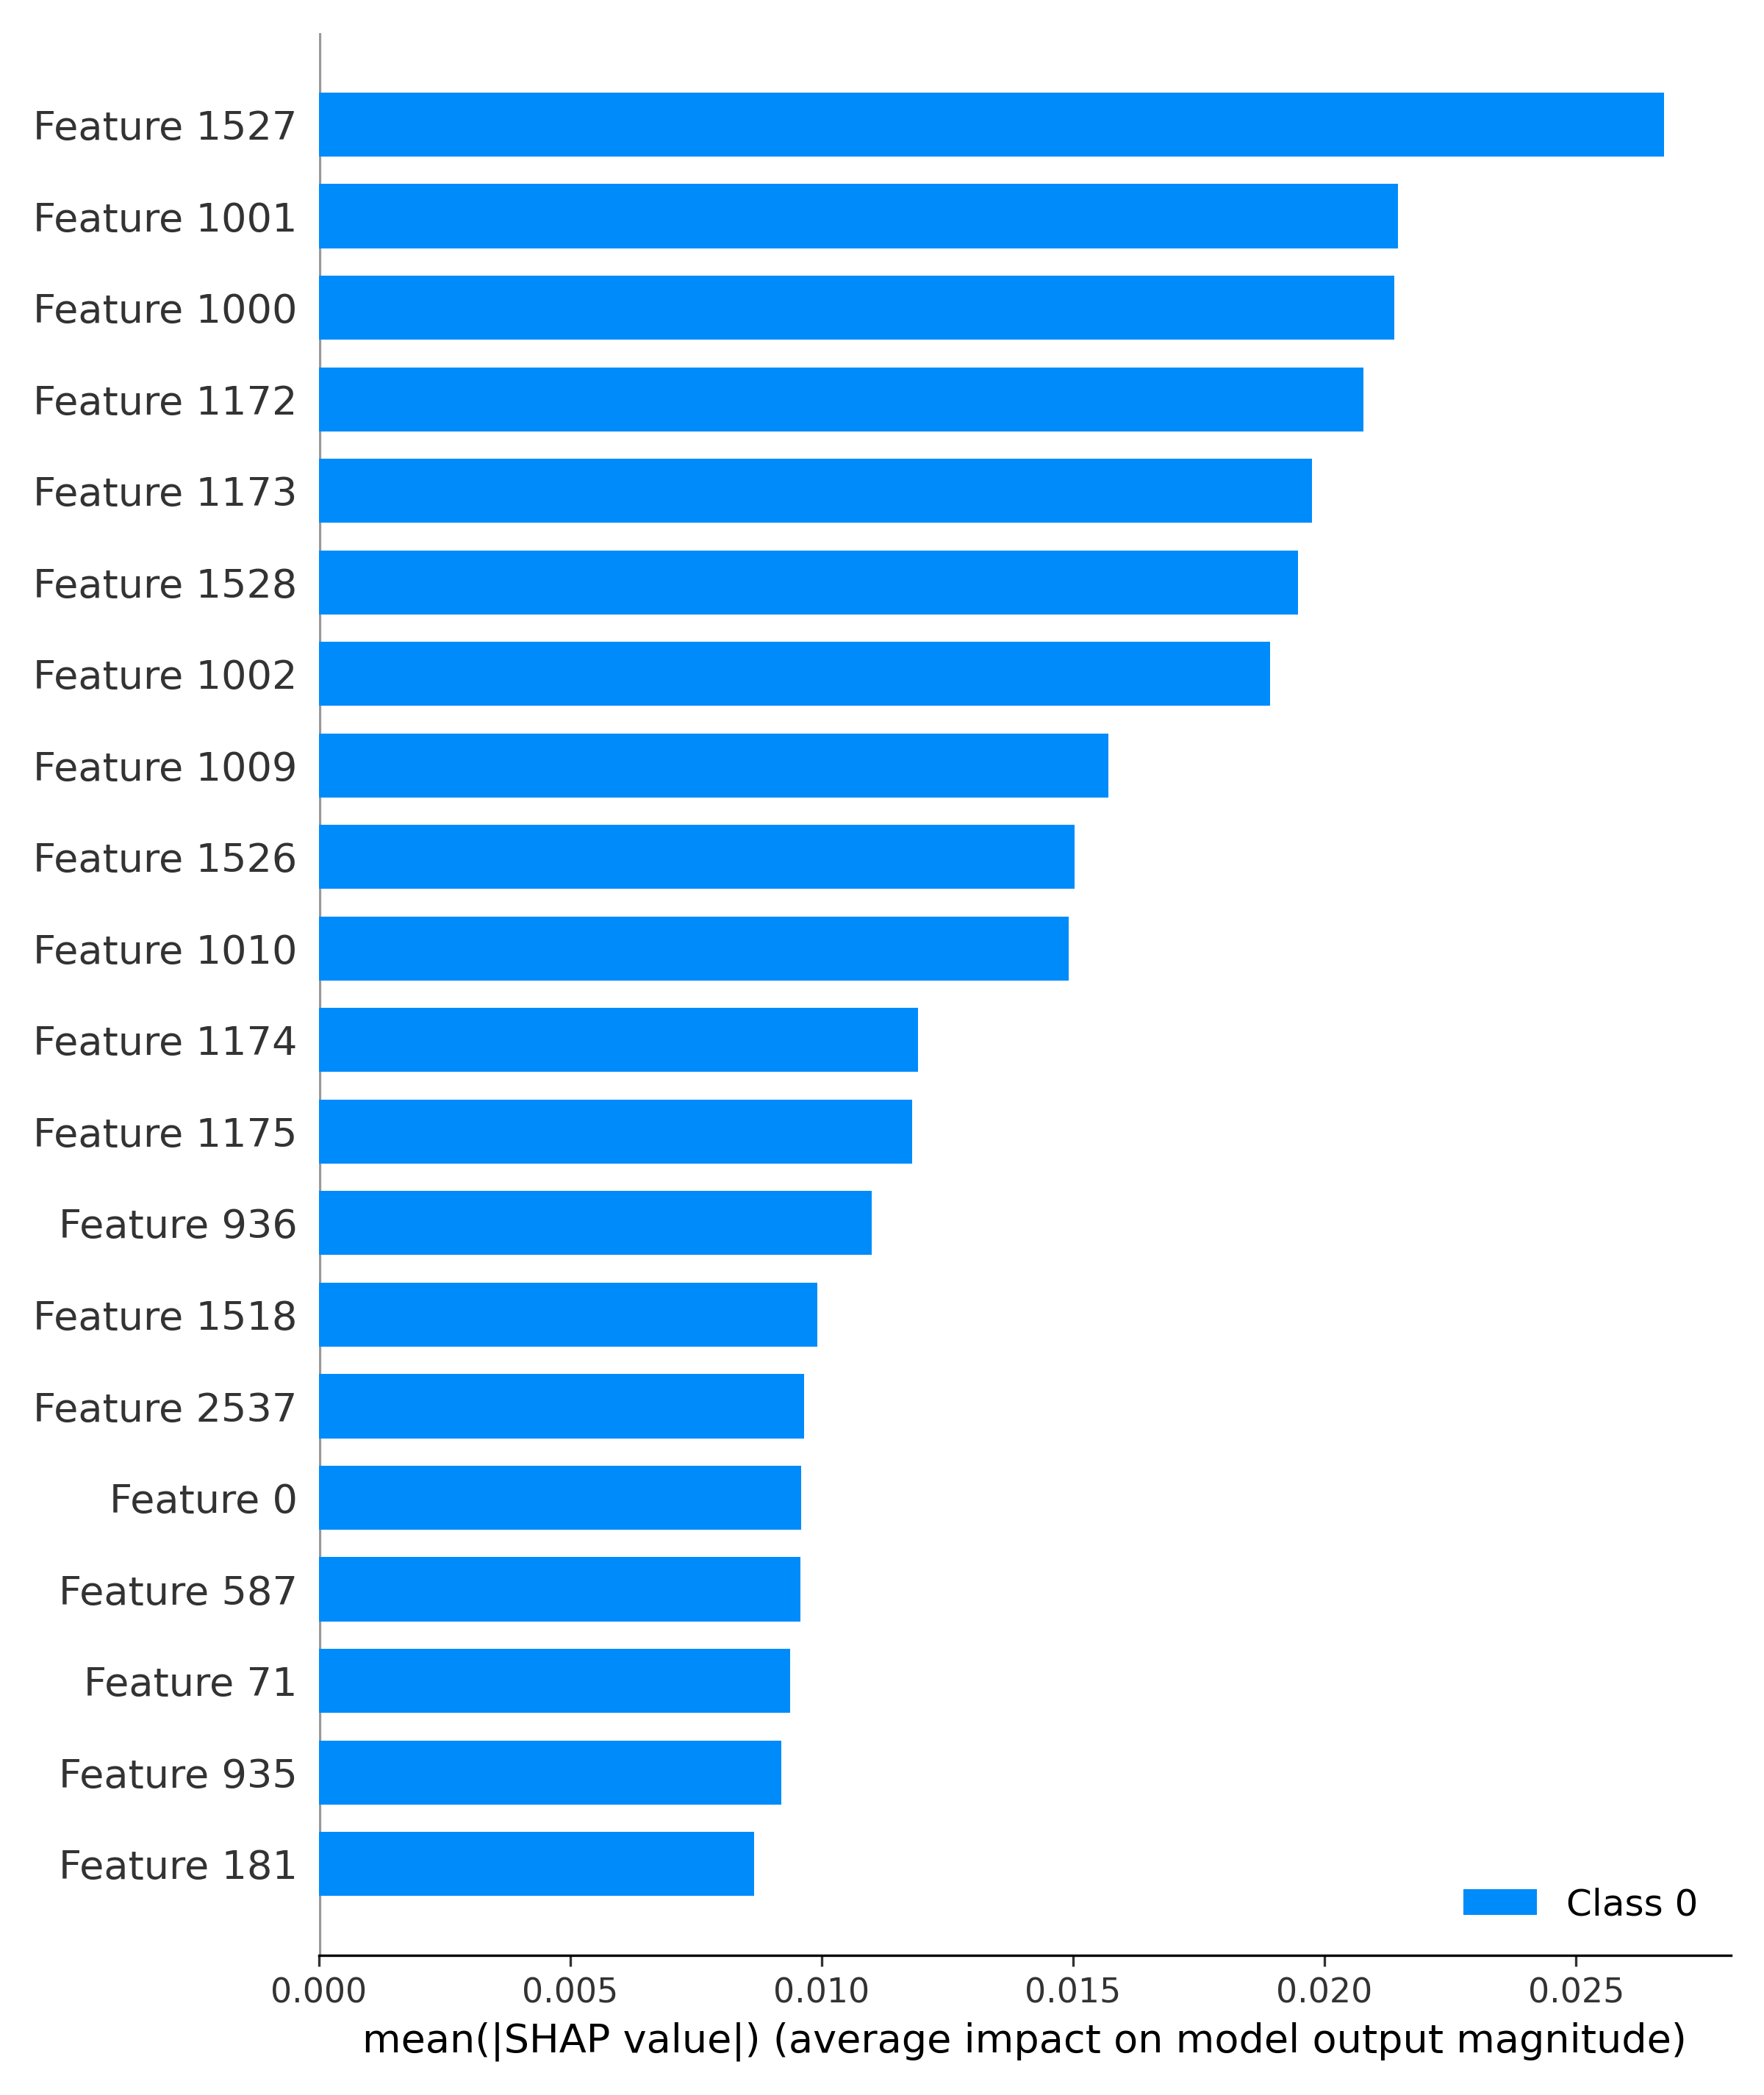 Feature 1527
Feature 1001
Feature 1000
Feature 1172
Feature 1173
Feature 1528
Feature 1002
Feature 1009
Feature 1526
Feature 1010
Feature 1174
Feature 1175
Feature 936
Feature 1518
Feature 2537
Feature 0
Feature 587
Feature 71
Feature 935
Feature 181
Class 0
0.000 0.005 0.010 0.015 0.020 0.025
mean(|SHAP value|) (average impact on model output magnitude)